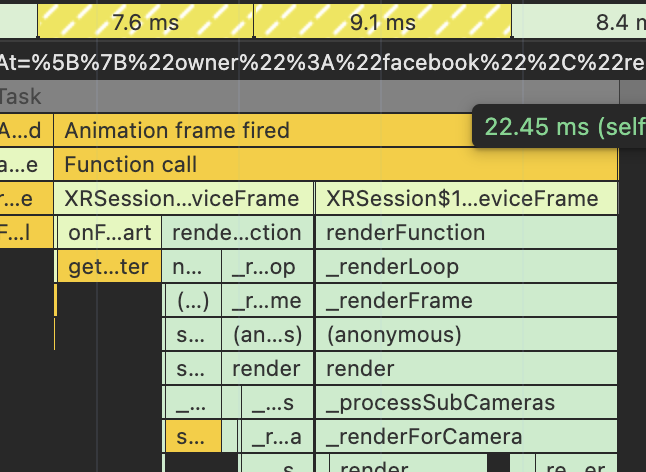 7.6 ms 9.1 ms 8.4 m
At=%5B%7B%22owner%22%3A%22facebook%22%2C%22re
Task
A...d Animation frame fired 22.45 ms (self
a...e Function call
r...e XRSession...viceFrame XRSession$1...eviceFrame
F...l onF...art rende...ction renderFunction
get...ter n... _r...op _renderLoop
(...) _r...me _renderFrame
s... (an...s) (anonymous)
s... render render
_... _...s _processSubCameras
s... _r...a _renderForCamera
s render re er